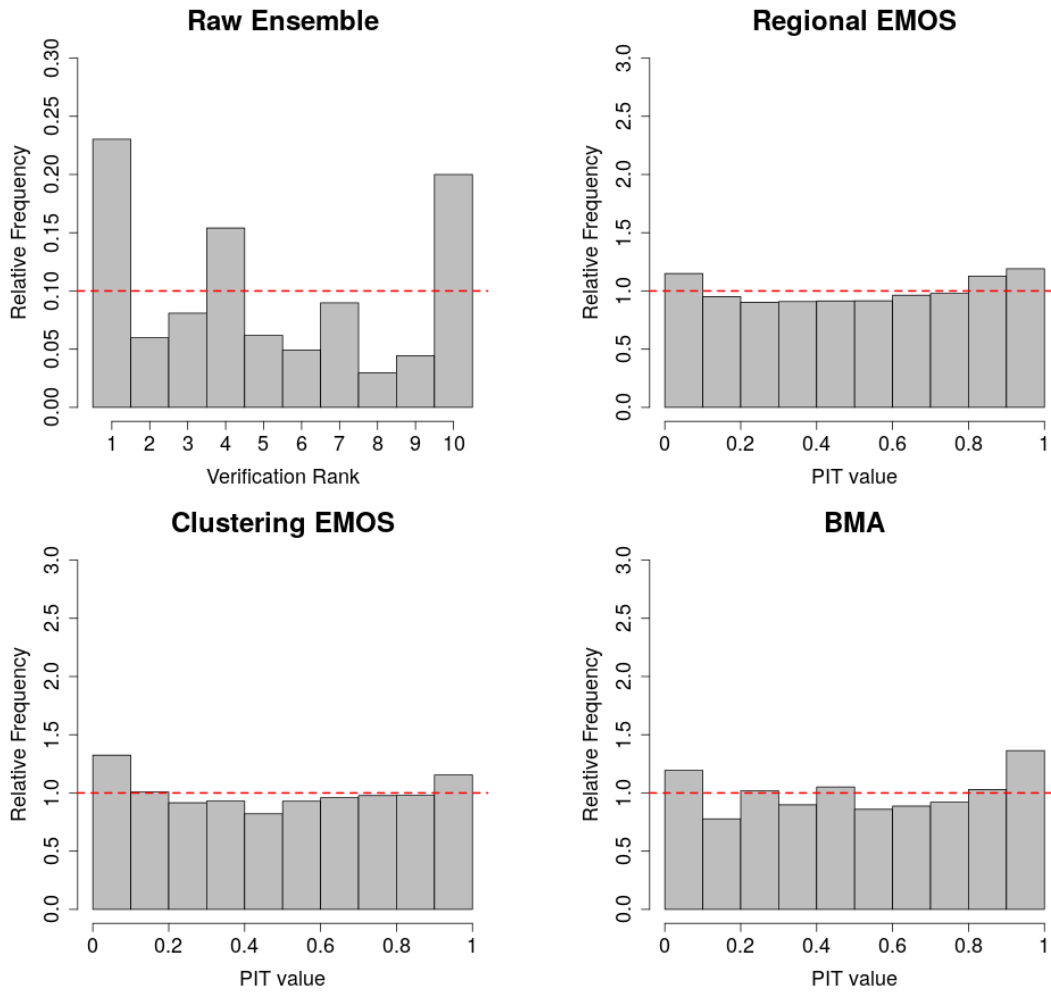 Raw Ensemble
Relative Frequency
0.00 0.05 0.10 0.15 0.20 0.25 0.30
1 2 3 4 5 6 7 8 9 10
Verification Rank
Regional EMOS
Relative Frequency
0.0 0.5 1.0 1.5 2.0 2.5 3.0
0 0.2 0.4 0.6 0.8 1
PIT value
Clustering EMOS
Relative Frequency
0.0 0.5 1.0 1.5 2.0 2.5 3.0
0 0.2 0.4 0.6 0.8 1
PIT value
BMA
Relative Frequency
0.0 0.5 1.0 1.5 2.0 2.5 3.0
0 0.2 0.4 0.6 0.8 1
PIT value